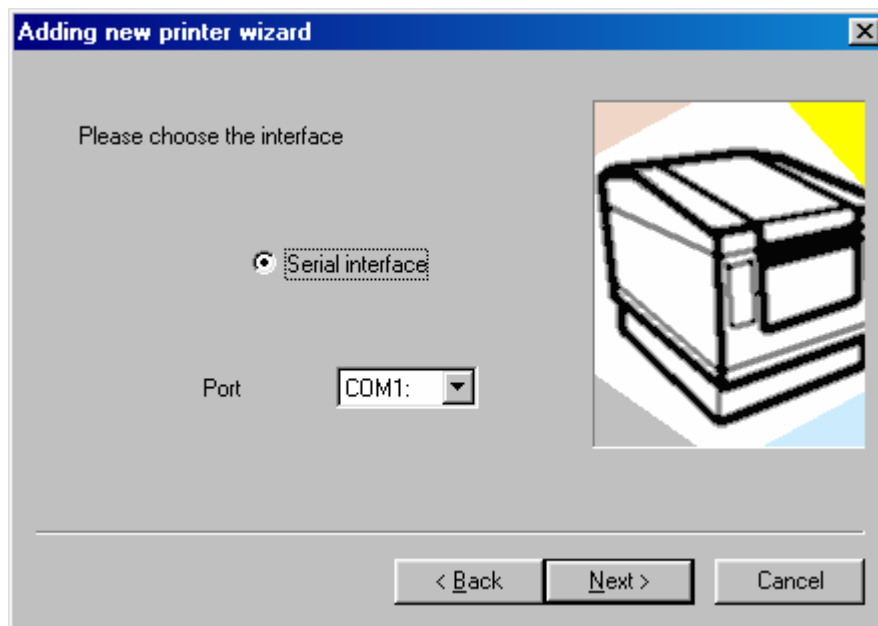 Adding new printer wizard
Please choose the interface
Serial interface
Port COM1:
< Back Next > Cancel